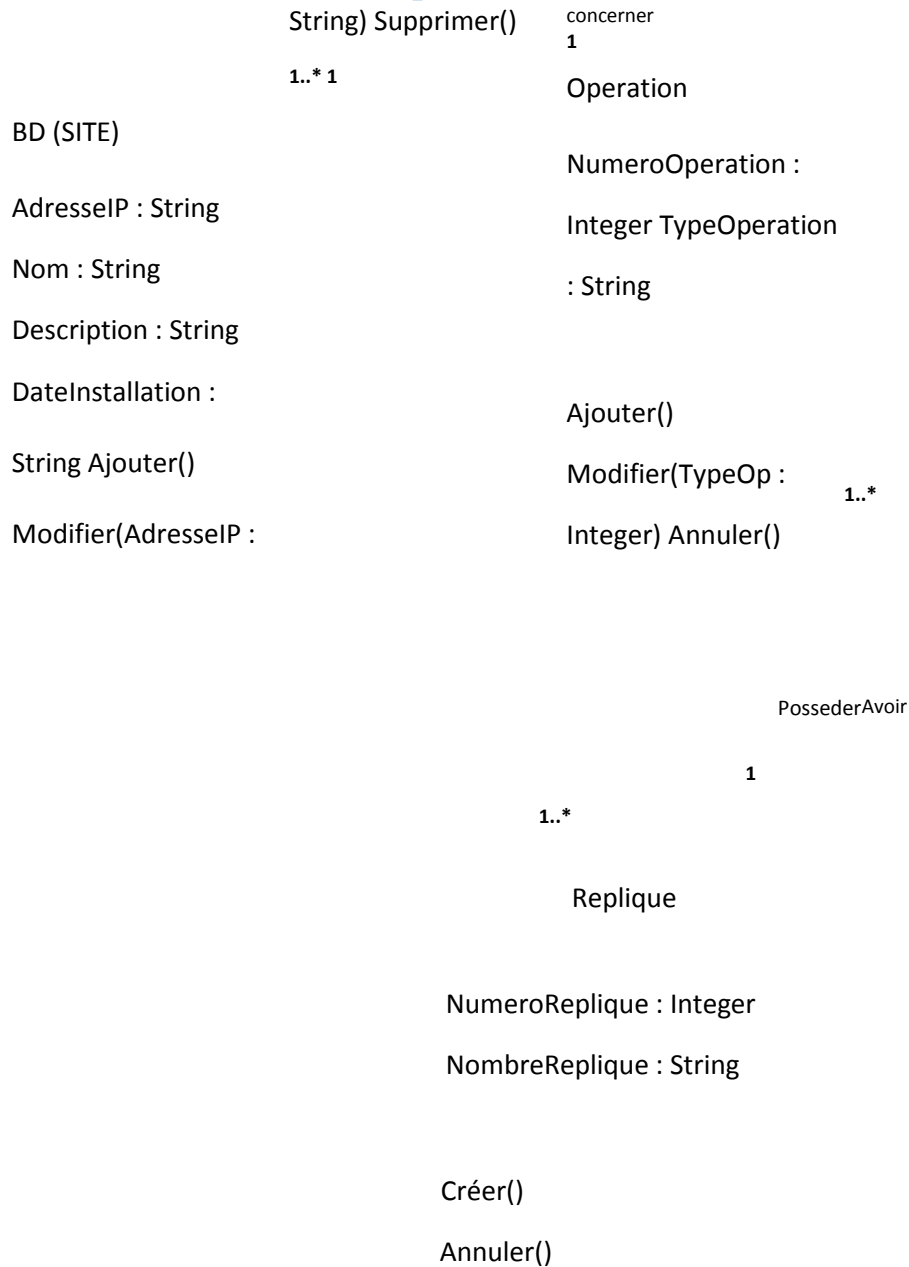 String) Supprimer()
1..* 1
BD (SITE)
AdresseIP : String
Nom : String
Description : String
DateInstallation :
String Ajouter()
Modifier(AdresseIP :
concerner
1
Operation
NumeroOperation :
Integer TypeOperation
: String
Ajouter()
Modifier(TypeOp :
1..*
Integer) Annuler()
PossederAvoir
1
1..*
Replique
NumeroReplique : Integer
NombreReplique : String
Créer()
Annuler()